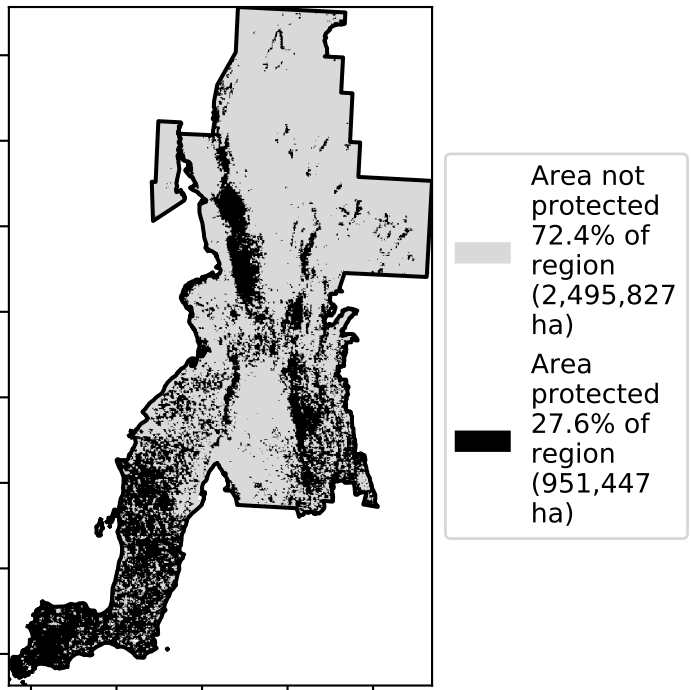 Area not
protected
72.4% of
region
(2,495,827
ha)
Area
protected
27.6% of
region
(951,447
ha)